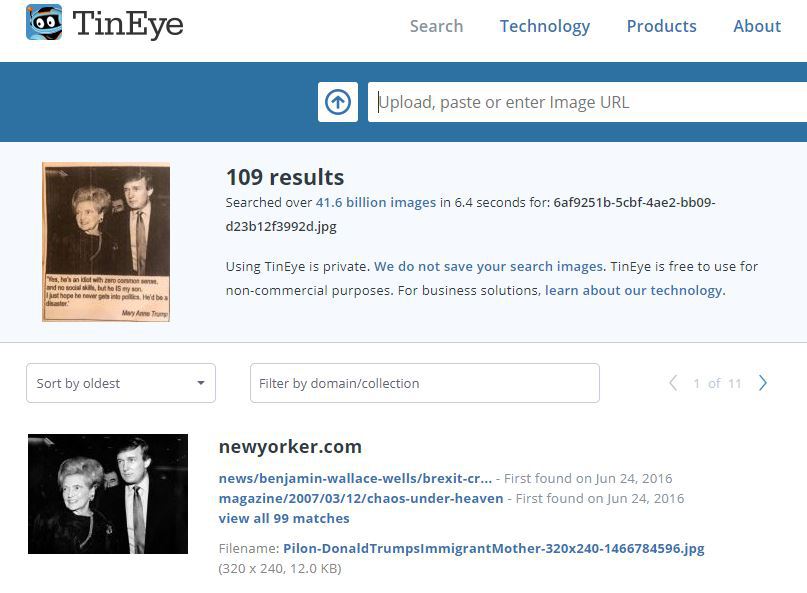 TinEye
Search Technology Products About
Upload, paste or enter Image URL
109 results
Searched over 41.6 billion images in 6.4 seconds for: 6af9251b-5cbf-4ae2-bb09-
d23b12f3992d.jpg
Using TinEye is private. We do not save your search images. TinEye is free to use for
non-commercial purposes. For business solutions, learn about our technology.
"Yes, he's an idiot with zero common sense,
and no social skills, but he IS my son.
I just hope he never gets into politics. He'd be a
disaster."
Mary Anne Trump
Sort by oldest
Filter by domain/collection
1 of 11
newyorker.com
news/benjamin-wallace-wells/brexit-cr... - First found on Jun 24, 2016
magazine/2007/03/12/chaos-under-heaven - First found on Jun 24, 2016
view all 99 matches
Filename: Pilon-DonaldTrumpsImmigrantMother-320x240-1466784596.jpg
(320 x 240, 12.0 KB)